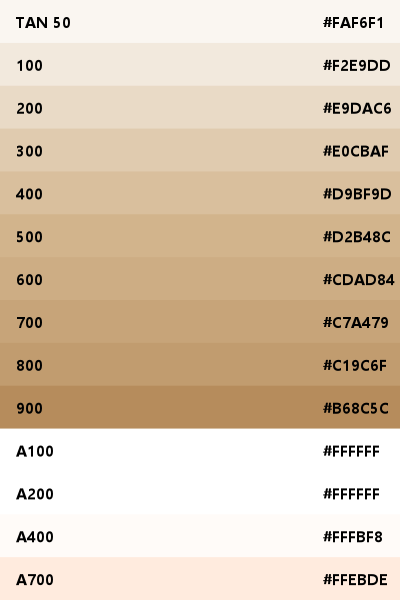 TAN 50 #FAF6F1
100 #F2E9DD
200 #E9DAC6
300 #E0CBAF
400 #D9BF9D
500 #D2B48C
600 #CDAD84
700 #C7A479
800 #C19C6F
900 #B68C5C
A100 #FFFFFF
A200 #FFFFFF
A400 #FFFBF8
A700 #FFEBDE